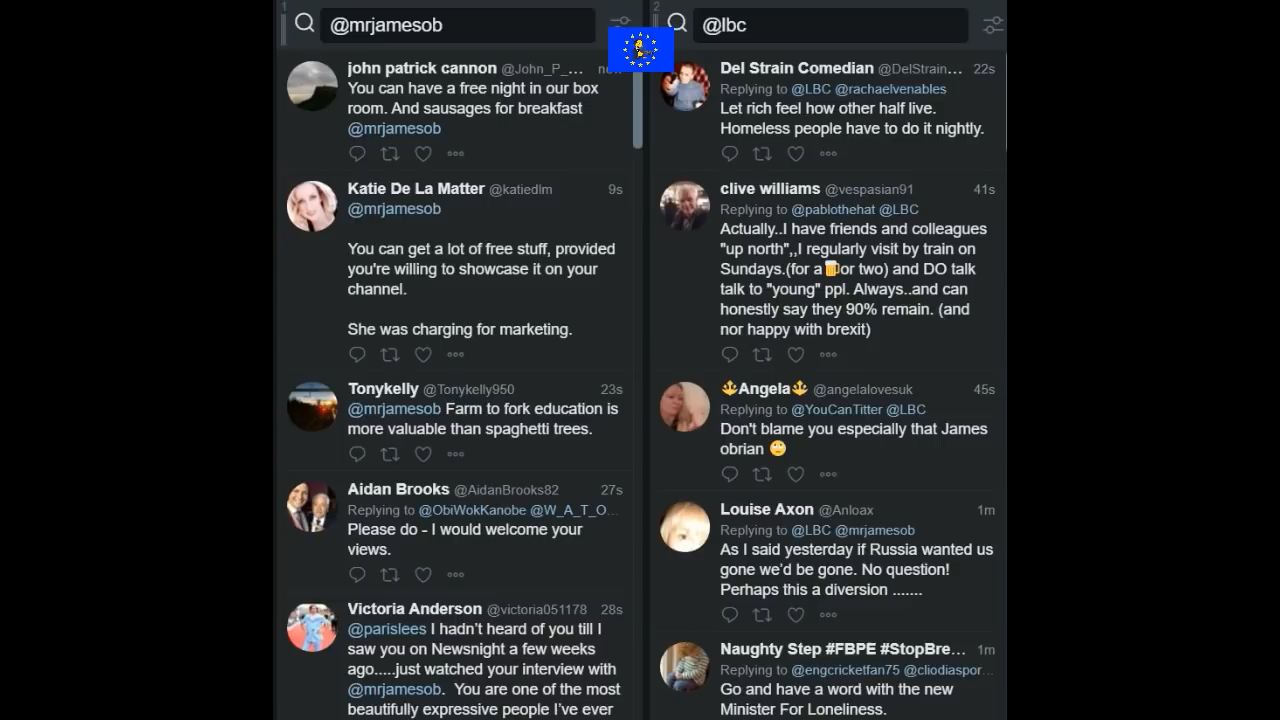 1
@mrjamesob
john patrick cannon @John_P_... now
You can have a free night in our box
room. And sausages for breakfast
@mrjamesob
Katie De La Matter @katiedlm 9s
@mrjamesob
You can get a lot of free stuff, provided
you're willing to showcase it on your
channel.
She was charging for marketing.
Tonykelly @Tonykelly950 23s
@mrjamesob Farm to fork education is
more valuable than spaghetti trees.
Aidan Brooks @AidanBrooks82 27s
Replying to @ObiWokKanobe @W_A_T_O...
Please do - I would welcome your
views.
Victoria Anderson @victoria051178 28s
@parislees I hadn't heard of you till I
saw you on Newsnight a few weeks
ago.....just watched your interview with
@mrjamesob. You are one of the most
beautifully expressive people I've ever
2
@lbc
Del Strain Comedian @DelStrain... 22s
Replying to @LBC @rachaelvenables
Let rich feel how other half live.
Homeless people have to do it nightly.
clive williams @vespasian91 41s
Replying to @pablothehat @LBC
Actually..I have friends and colleagues
"up north",,I regularly visit by train on
Sundays.(for a🍺or two) and DO talk
talk to "young" ppl. Always..and can
honestly say they 90% remain. (and
nor happy with brexit)
🔱Angela🔱 @angelalovesuk 45s
Replying to @YouCanTitter @LBC
Don't blame you especially that James
obrian 🙄
Louise Axon @Anloax 1m
Replying to @LBC @mrjamesob
As I said yesterday if Russia wanted us
gone we'd be gone. No question!
Perhaps this a diversion .......
Naughty Step #FBPE #StopBre... 1m
Replying to @engcricketfan75 @cliodiaspor...
Go and have a word with the new
Minister For Loneliness.